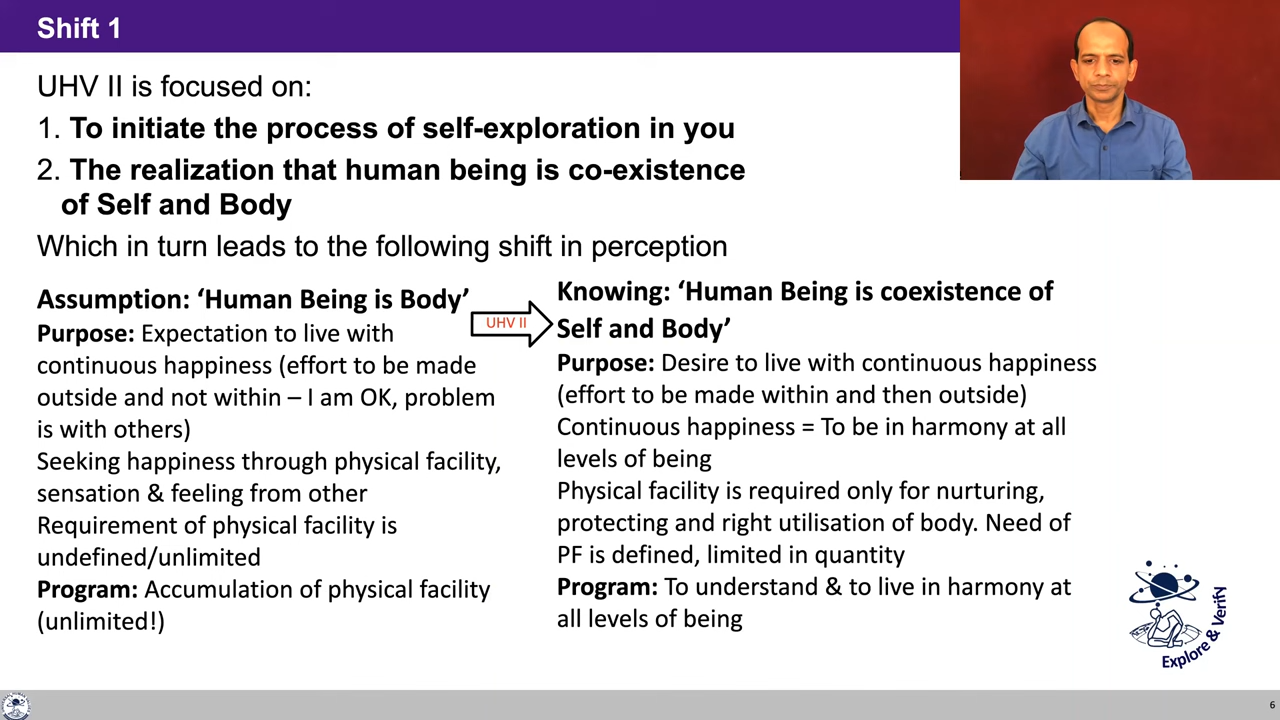 Shift 1
UHV II is focused on:
1. To initiate the process of self-exploration in you
2. The realization that human being is co-existence
of Self and Body
Which in turn leads to the following shift in perception
Assumption: ‘Human Being is Body’
Purpose: Expectation to live with
continuous happiness (effort to be made
outside and not within – I am OK, problem
is with others)
Seeking happiness through physical facility,
sensation & feeling from other
Requirement of physical facility is
undefined/unlimited
Program: Accumulation of physical facility
(unlimited!)
UHV II
Knowing: ‘Human Being is coexistence of
Self and Body’
Purpose: Desire to live with continuous happiness
(effort to be made within and then outside)
Continuous happiness = To be in harmony at all
levels of being
Physical facility is required only for nurturing,
protecting and right utilisation of body. Need of
PF is defined, limited in quantity
Program: To understand & to live in harmony at
all levels of being
Explore & Verify
6